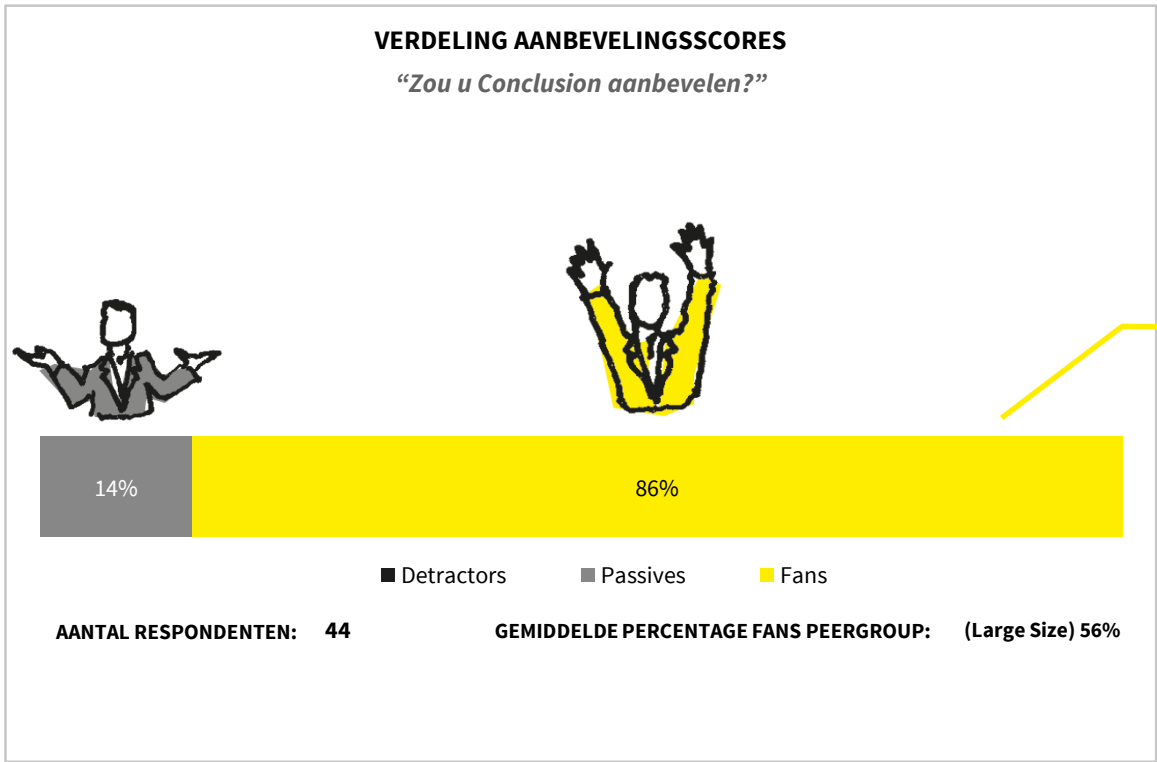 VERDELING AANBEVELINGSSCORES
“Zou u Conclusion aanbevelen?”
14% 86%
Detractors Passives Fans
AANTAL RESPONDENTEN: 44 GEMIDDELDE PERCENTAGE FANS PEERGROUP: (Large Size) 56%